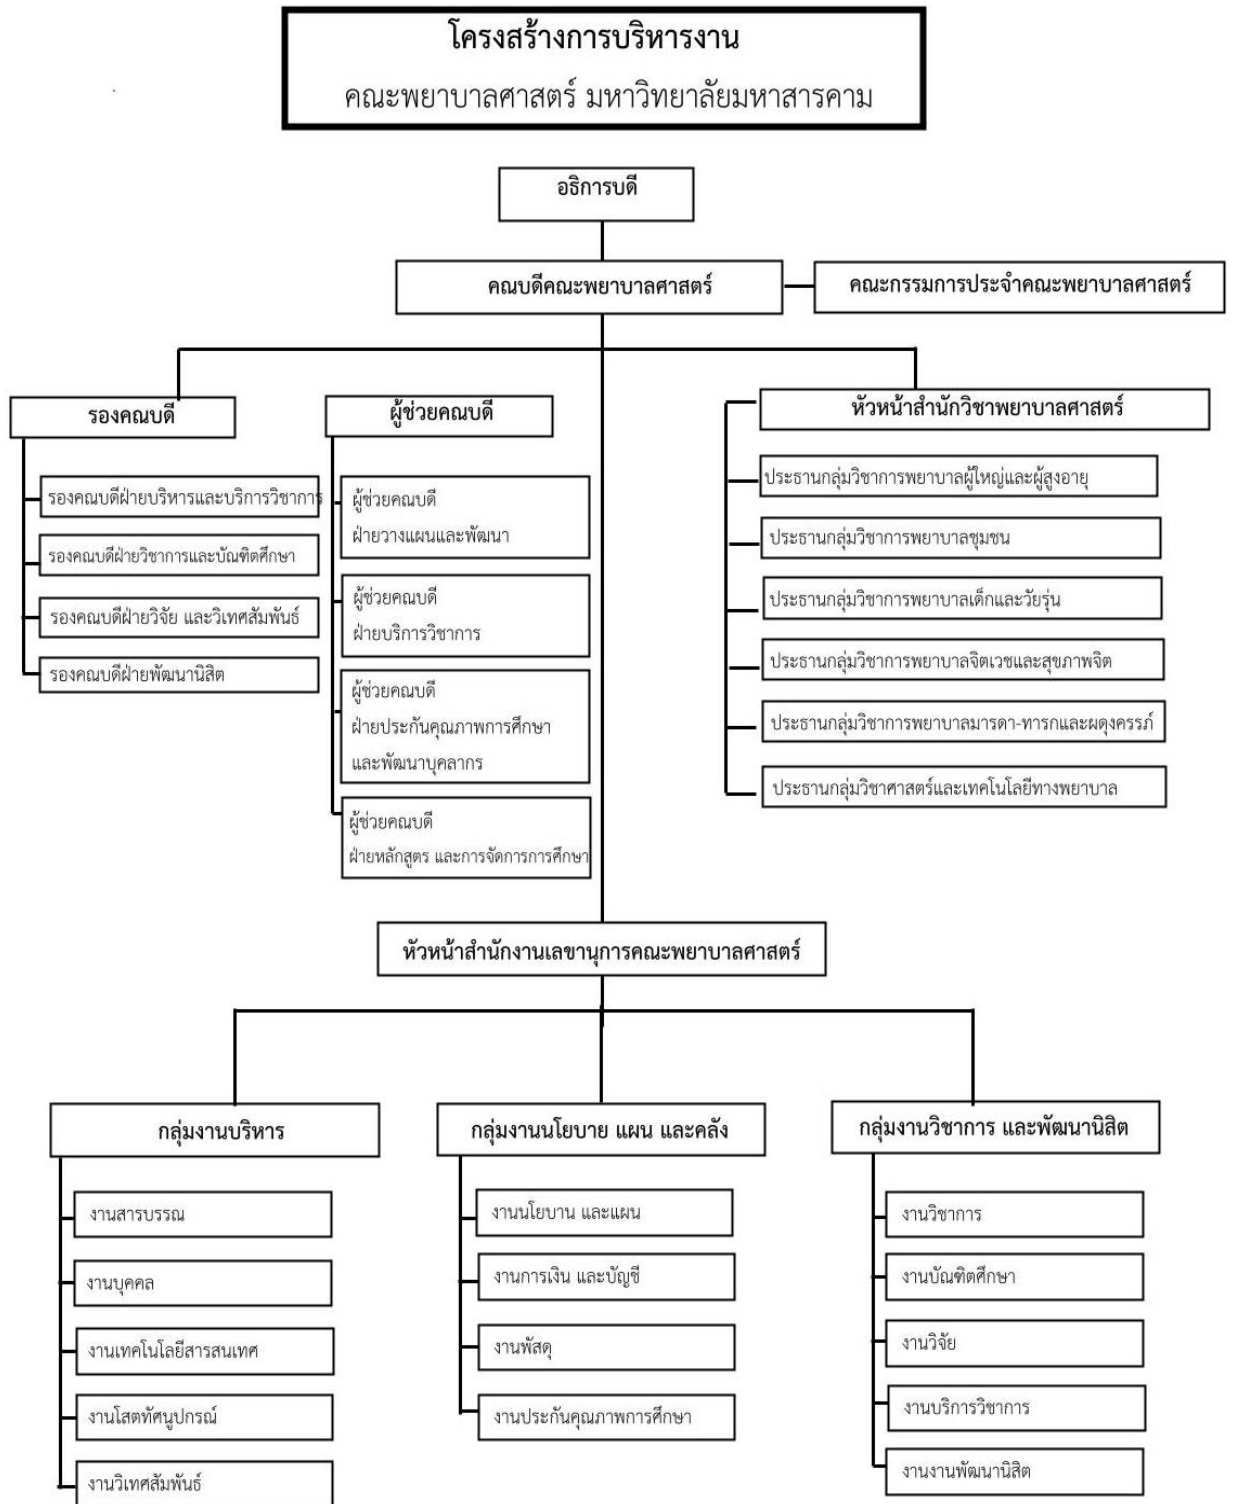 โครงสร้างการบริหารงาน
คณะพยาบาลศาสตร์ มหาวิทยาลัยมหาสารคาม
อธิการบดี
คณบดีคณะพยาบาลศาสตร์
คณะกรรมการประจำคณะพยาบาลศาสตร์
รองคณบดี
รองคณบดีฝ่ายบริหารและบริการวิชาการ
รองคณบดีฝ่ายวิชาการและบัณฑิตศึกษา
รองคณบดีฝ่ายวิจัย และวิเทศสัมพันธ์
รองคณบดีฝ่ายพัฒนานิสิต
ผู้ช่วยคณบดี
ผู้ช่วยคณบดี
ฝ่ายวางแผนและพัฒนา
ผู้ช่วยคณบดี
ฝ่ายบริการวิชาการ
ผู้ช่วยคณบดี
ฝ่ายประกันคุณภาพการศึกษา
และพัฒนาบุคลากร
ผู้ช่วยคณบดี
ฝ่ายหลักสูตร และการจัดการการศึกษา
หัวหน้าสำนักวิชาพยาบาลศาสตร์
ประธานกลุ่มวิชาการพยาบาลผู้ใหญ่และผู้สูงอายุ
ประธานกลุ่มวิชาการพยาบาลชุมชน
ประธานกลุ่มวิชาการพยาบาลเด็กและวัยรุ่น
ประธานกลุ่มวิชาการพยาบาลจิตเวชและสุขภาพจิต
ประธานกลุ่มวิชาการพยาบาลมารดา-ทารกและผดุงครรภ์
ประธานกลุ่มวิชาศาสตร์และเทคโนโลยีทางพยาบาล
หัวหน้าสำนักงานเลขานุการคณะพยาบาลศาสตร์
กลุ่มงานบริหาร
งานสารบรรณ
งานบุคคล
งานเทคโนโลยีสารสนเทศ
งานโสตทัศนูปกรณ์
งานวิเทศสัมพันธ์
กลุ่มงานนโยบาย แผน และคลัง
งานนโยบาน และแผน
งานการเงิน และบัญชี
งานพัสดุ
งานประกันคุณภาพการศึกษา
กลุ่มงานวิชาการ และพัฒนานิสิต
งานวิชาการ
งานบัณฑิตศึกษา
งานวิจัย
งานบริการวิชาการ
งานงานพัฒนานิสิต